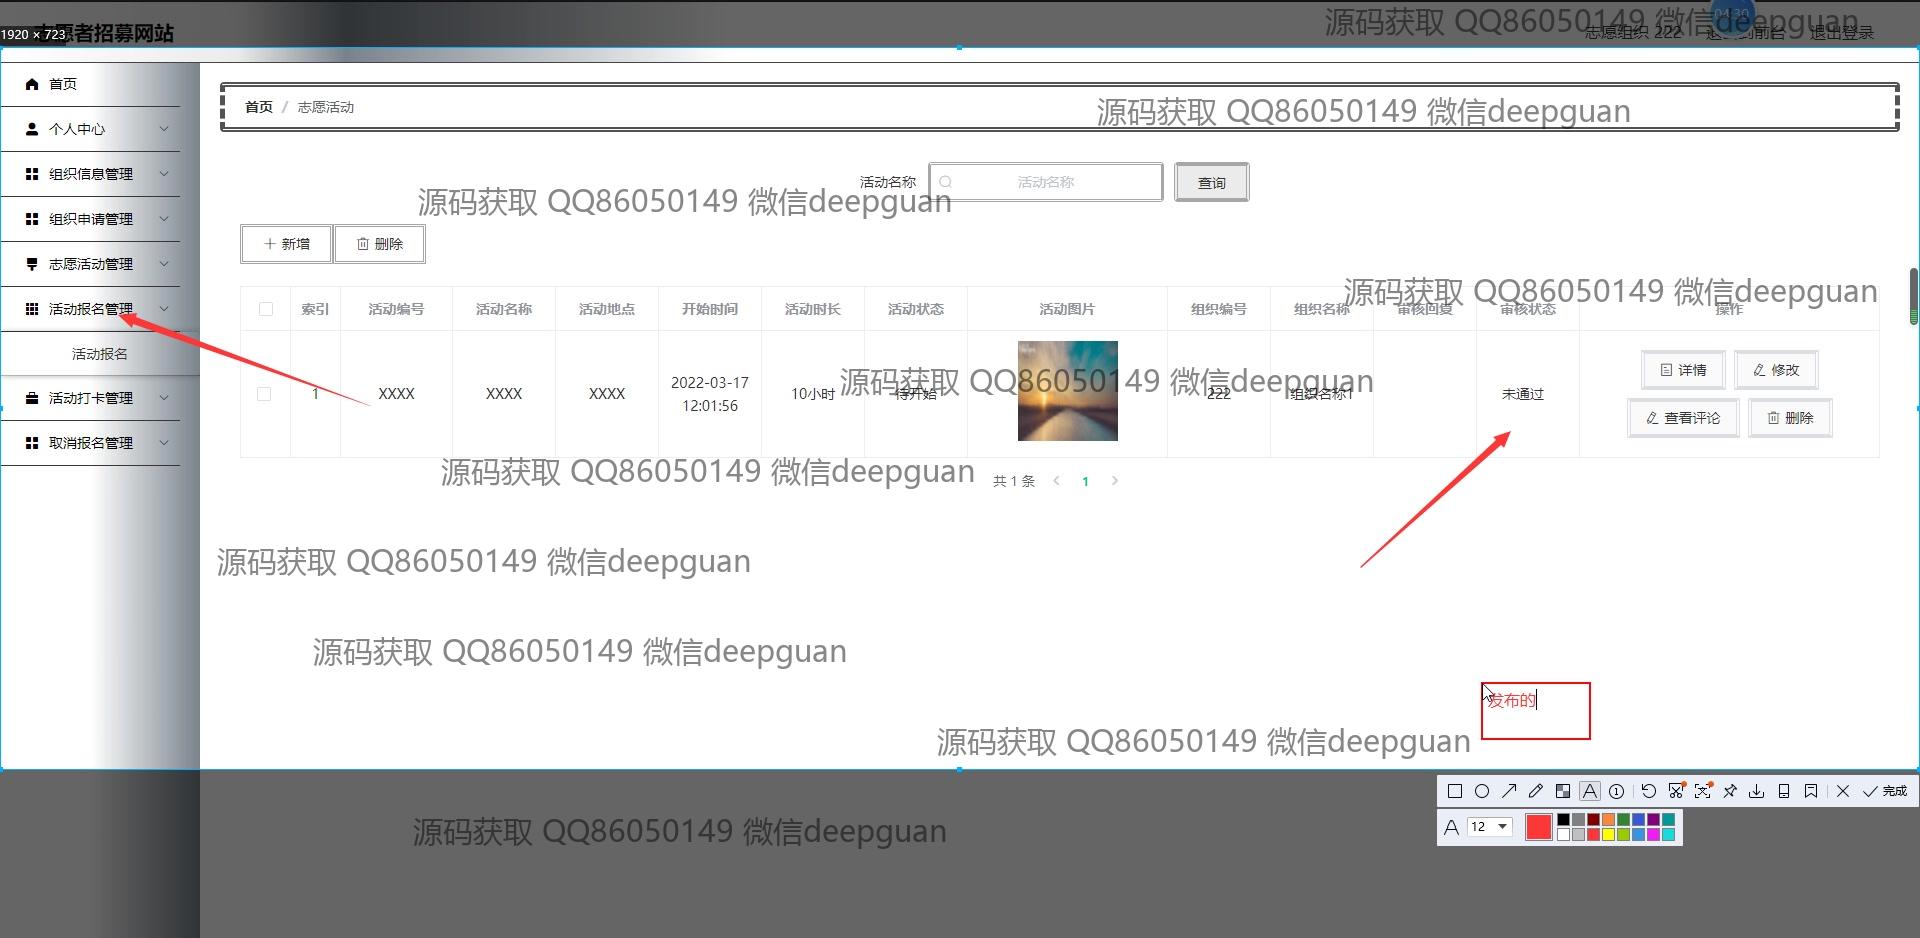 源码获取 QQ86050149 微信deepguan
04:30
1920 × 723
志愿者招募网站
志愿组织 222 退出到前台 退出登录
首页
个人中心
组织信息管理
组织申请管理
志愿活动管理
活动报名管理
活动报名
活动打卡管理
取消报名管理
首页 / 志愿活动
源码获取 QQ86050149 微信deepguan
活动名称 活动名称 查询
源码获取 QQ86050149 微信deepguan
新增 删除
源码获取 QQ86050149 微信deepguan
索引 活动编号 活动名称 活动地点 开始时间 活动时长 活动状态 活动图片 组织编号 组织名称 审核回复 审核状态 操作
1 XXXX XXXX XXXX 2022-03-17 12:01:56 10小时 待开始 222 组织名称1 未通过
详情 修改
查看评论 删除
源码获取 QQ86050149 微信deepguan
源码获取 QQ86050149 微信deepguan
共 1 条 1
源码获取 QQ86050149 微信deepguan
源码获取 QQ86050149 微信deepguan
发布的
源码获取 QQ86050149 微信deepguan
完成
A 12
源码获取 QQ86050149 微信deepguan